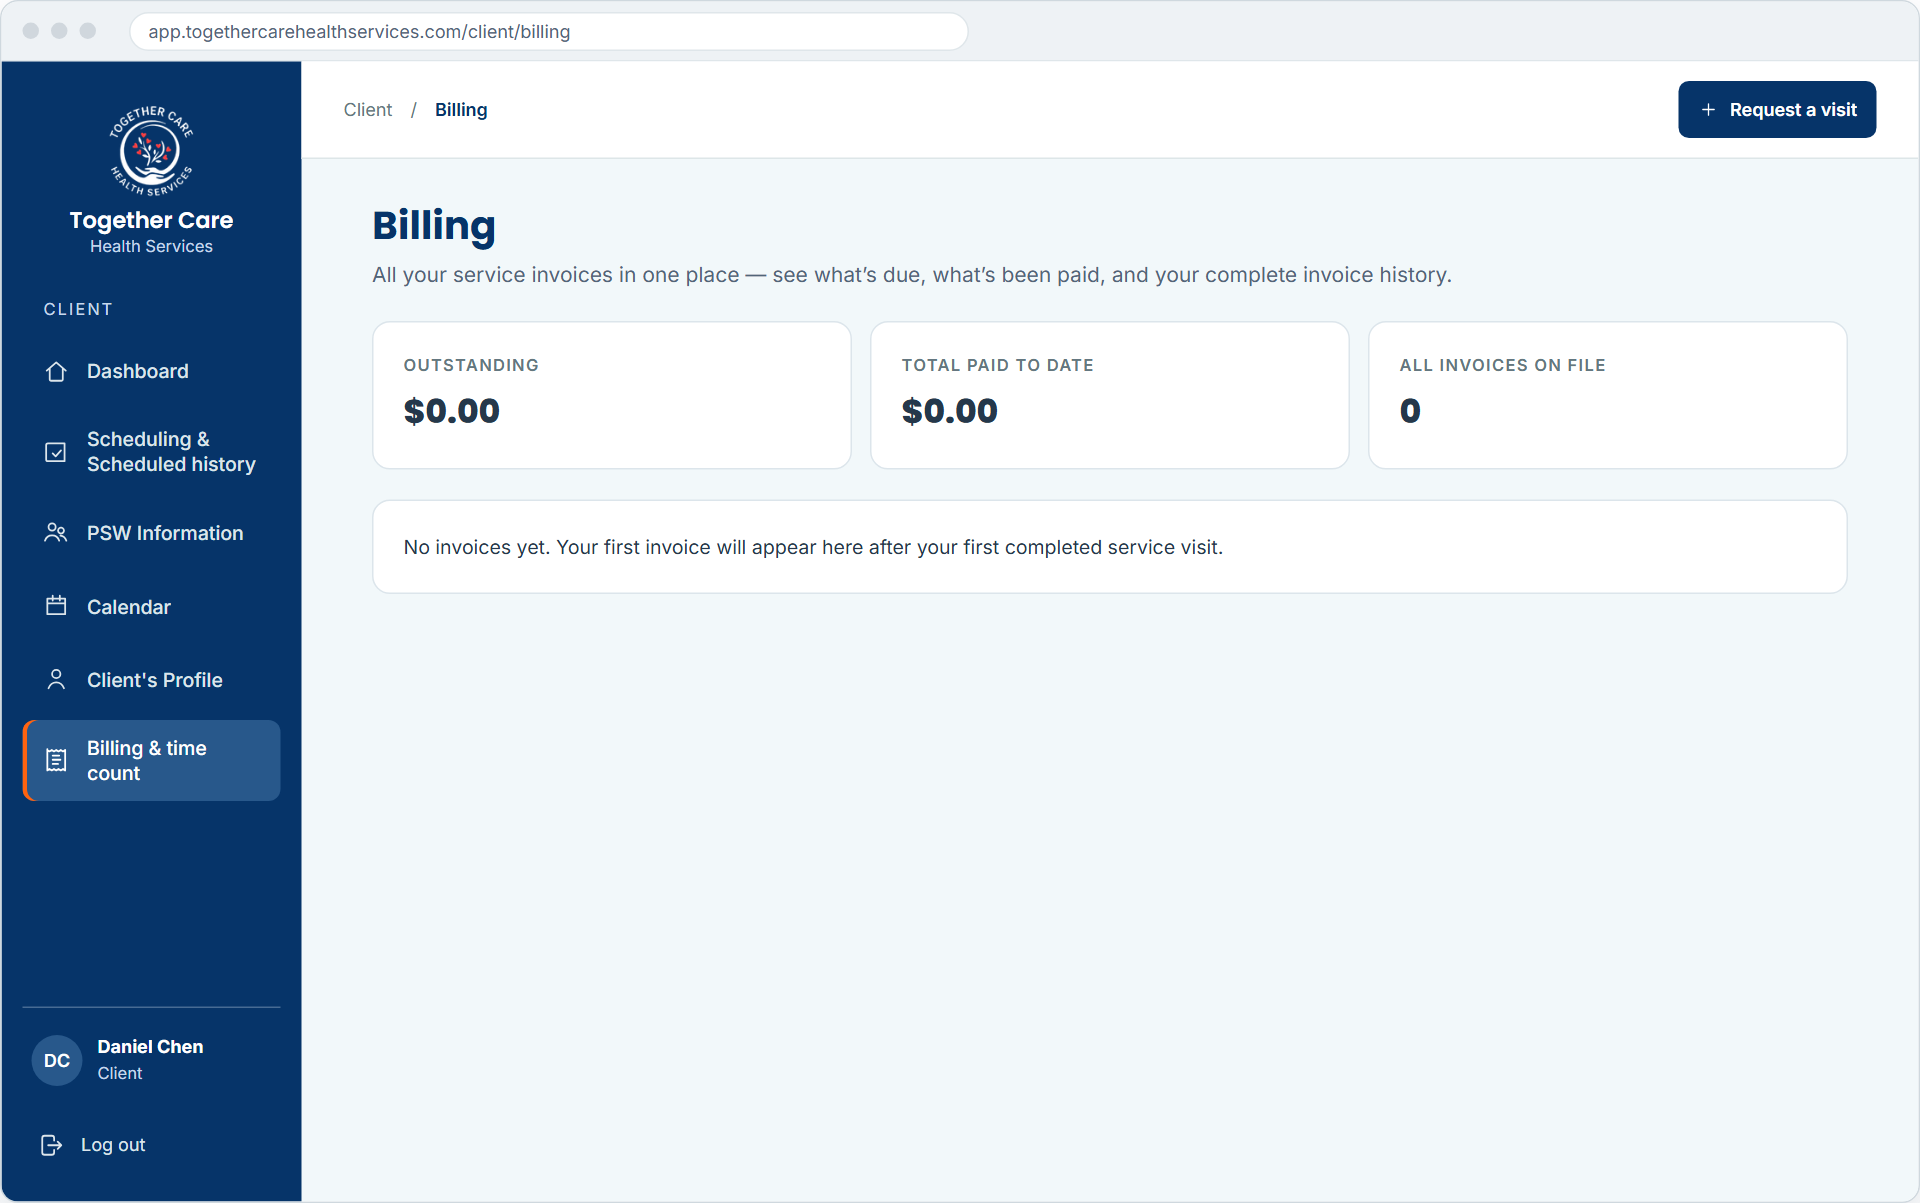 app.togethercarehealthservices.com/client/billing
TOGETHER CARE
HEALTH SERVICES
Together Care
Health Services
CLIENT
Dashboard
Scheduling &
Scheduled history
PSW Information
Calendar
Client's Profile
Billing & time
count
DC
Daniel Chen
Client
Log out
Client / Billing
+ Request a visit
Billing
All your service invoices in one place — see what’s due, what’s been paid, and your complete invoice history.
OUTSTANDING
$0.00
TOTAL PAID TO DATE
$0.00
ALL INVOICES ON FILE
0
No invoices yet. Your first invoice will appear here after your first completed service visit.